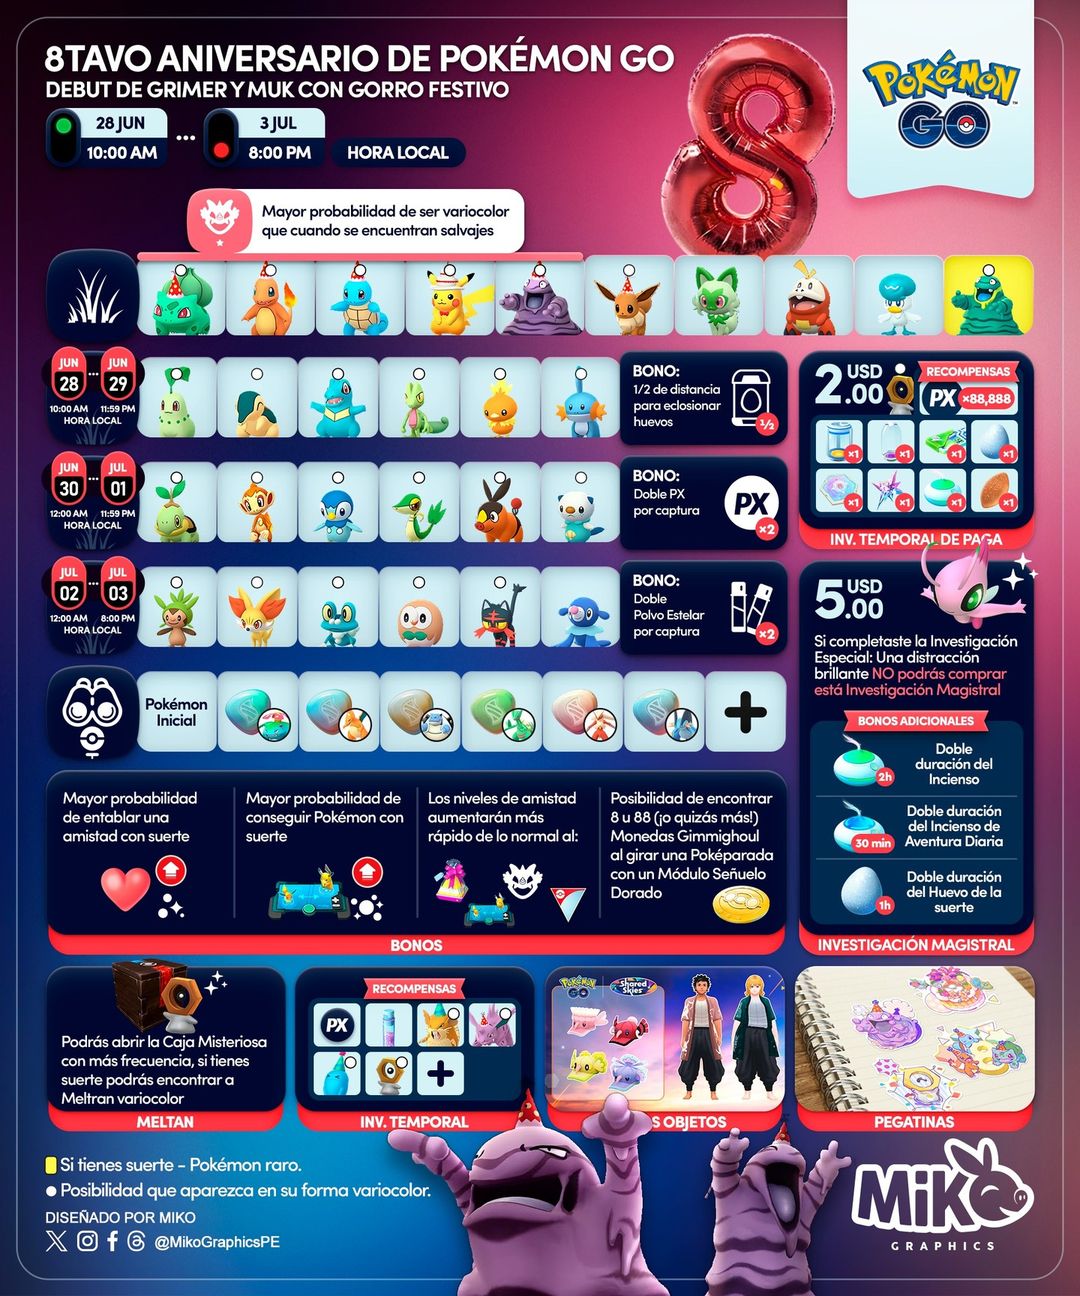 8TAVO ANIVERSARIO DE POKÉMON GO
DEBUT DE GRIMER Y MUK CON GORRO FESTIVO
28 JUN
10:00 AM
...
3 JUL
8:00 PM
HORA LOCAL
POKÉMON
GO
Mayor probabilidad de ser variocolor
que cuando se encuentran salvajes
JUN
28
...
JUN
29
10:00 AM 11:59 PM
HORA LOCAL
BONO:
1/2 de distancia
para eclosionar
huevos
1/2
JUN
30
...
JUL
01
12:00 AM 11:59 PM
HORA LOCAL
BONO:
Doble PX
por captura
PX
×2
JUL
02
...
JUL
03
12:00 AM 8:00 PM
HORA LOCAL
BONO:
Doble
Polvo Estelar
por captura
×2
2 USD
.00
RECOMPENSAS
PX ×88,888
×1 ×1 ×1 ×1
×1 ×1 ×1 ×1
INV. TEMPORAL DE PAGA
5 USD
.00
Si completaste la Investigación
Especial: Una distracción
brillante NO podrás comprar
está Investigación Magistral
BONOS ADICIONALES
Doble
duración del
Incienso
2h
Doble duración
del Incienso de
Aventura Diaria
30 min
Doble duración
del Huevo de la
suerte
1h
INVESTIGACIÓN MAGISTRAL
Pokémon
Inicial
+
Mayor probabilidad
de entablar una
amistad con suerte
Mayor probabilidad de
conseguir Pokémon con
suerte
Los niveles de amistad
aumentarán más
rápido de lo normal al:
Posibilidad de encontrar
8 u 88 (¡o quizás más!)
Monedas Gimmighoul
al girar una Poképarada
con un Módulo Señuelo
Dorado
BONOS
Podrás abrir la Caja Misteriosa
con más frecuencia, si tienes
suerte podrás encontrar a
Meltran variocolor
MELTAN
RECOMPENSAS
PX
+
INV. TEMPORAL
POKÉMON
GO
Shared
Skies
S OBJETOS
PEGATINAS
Si tienes suerte - Pokémon raro.
Posibilidad que aparezca en su forma variocolor.
DISEÑADO POR MIKO
@MikoGraphicsPE
MiKO
GRAPHICS